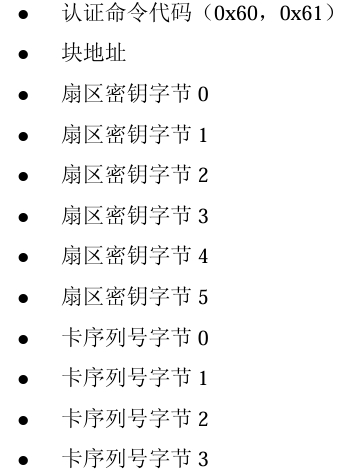 ● 认证命令代码（0x60，0x61）
● 块地址
● 扇区密钥字节 0
● 扇区密钥字节 1
● 扇区密钥字节 2
● 扇区密钥字节 3
● 扇区密钥字节 4
● 扇区密钥字节 5
● 卡序列号字节 0
● 卡序列号字节 1
● 卡序列号字节 2
● 卡序列号字节 3